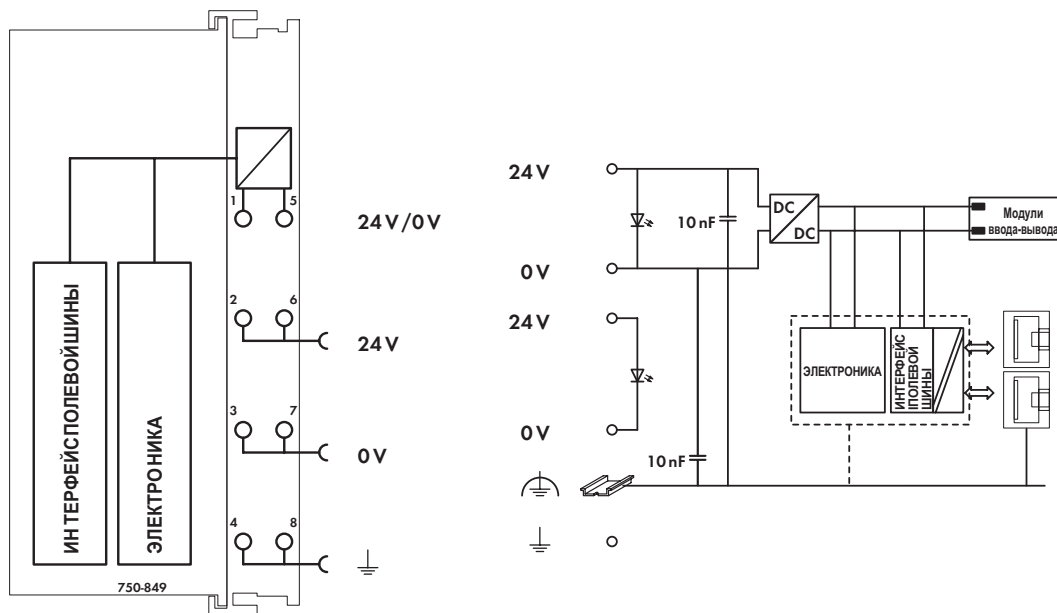 1
5
24V/0V
2
6
24V
3
7
0V
4
8
ИНТЕРФЕЙСПОЛЕВОЙШИНЫ
ЭЛЕКТРОНИКА
750-849
24V
0V
24V
0V
10nF
10nF
DC
DC
Модули
ввода-вывода
ЭЛЕКТРОНИКА
ИНТЕРФЕЙС
ПОЛЕВОЙ
ШИНЫ